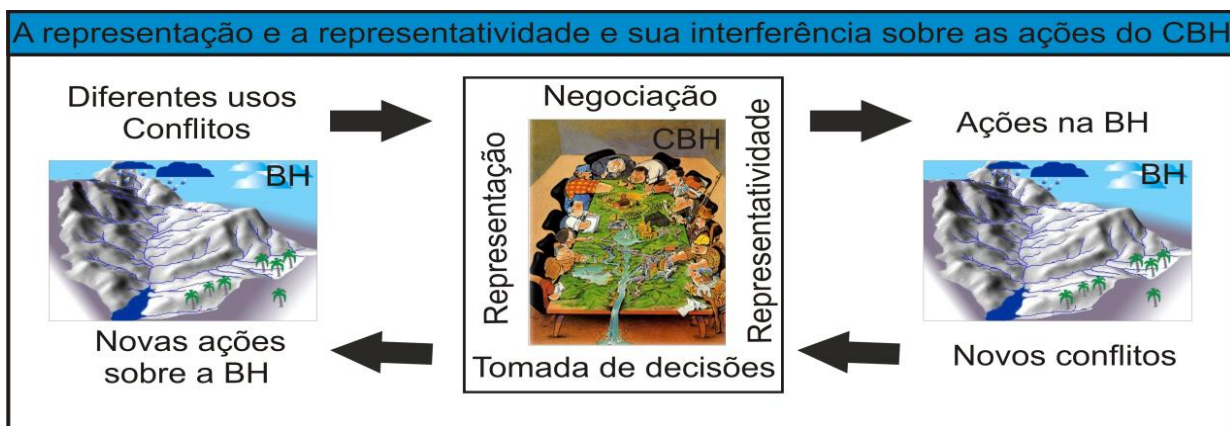 A representação e a representatividade e sua interferência sobre as ações do CBH
Diferentes usos
Conflitos
BH
Novas ações
sobre a BH
Negociação
CBH
Representação
Representatividade
Tomada de decisões
Ações na BH
BH
Novos conflitos